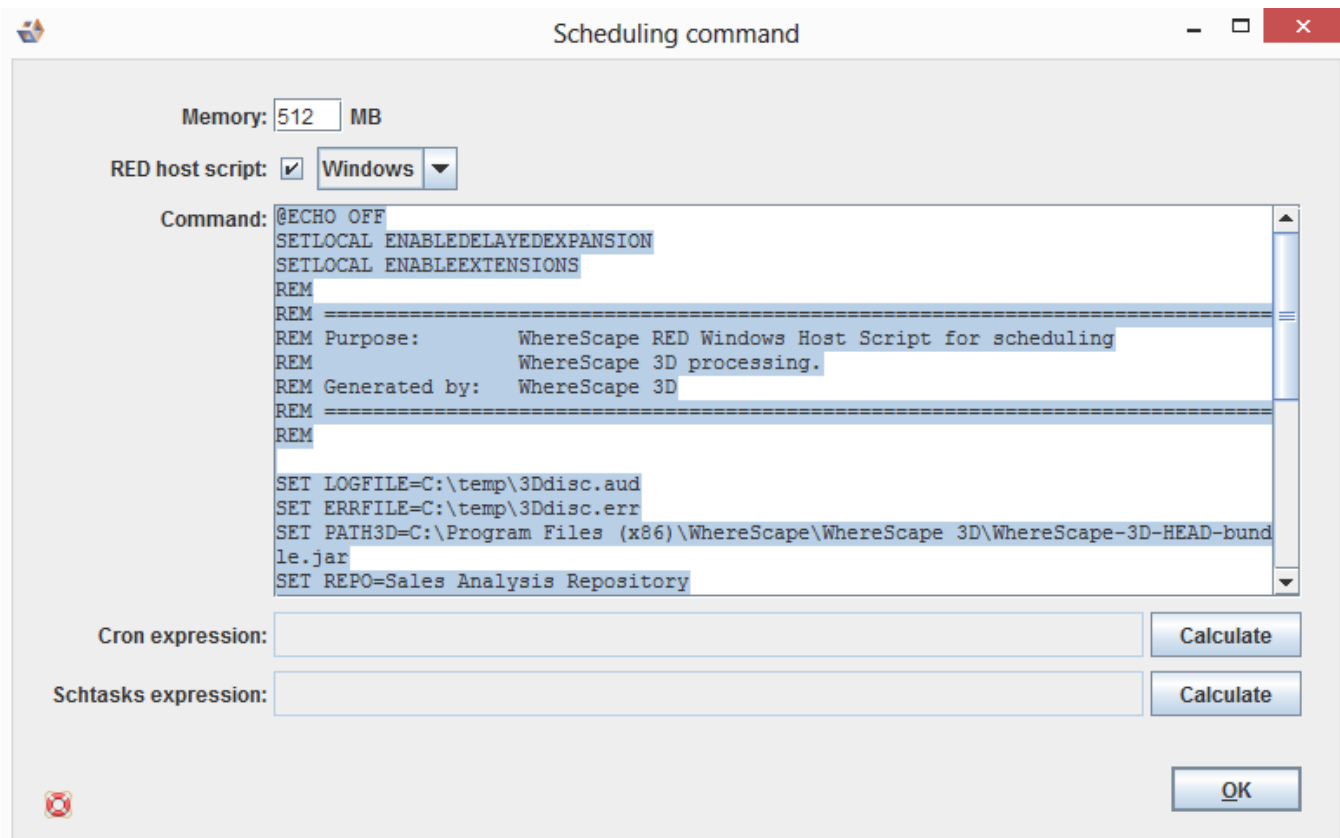 Scheduling command
Memory: 512 MB
RED host script: Windows
Command: @ECHO OFF
SETLOCAL ENABLEDELAYEDEXPANSION
SETLOCAL ENABLEEXTENSIONS
REM
REM ==============================================================================
REM Purpose:        WhereScape RED Windows Host Script for scheduling
REM                 WhereScape 3D processing.
REM Generated by:   WhereScape 3D
REM ==============================================================================
REM
SET LOGFILE=C:\temp\3Ddisc.aud
SET ERRFILE=C:\temp\3Ddisc.err
SET PATH3D=C:\Program Files (x86)\WhereScape\WhereScape 3D\WhereScape-3D-HEAD-bund
le.jar
SET REPO=Sales Analysis Repository
Cron expression: Calculate
Schtasks expression: Calculate
OK